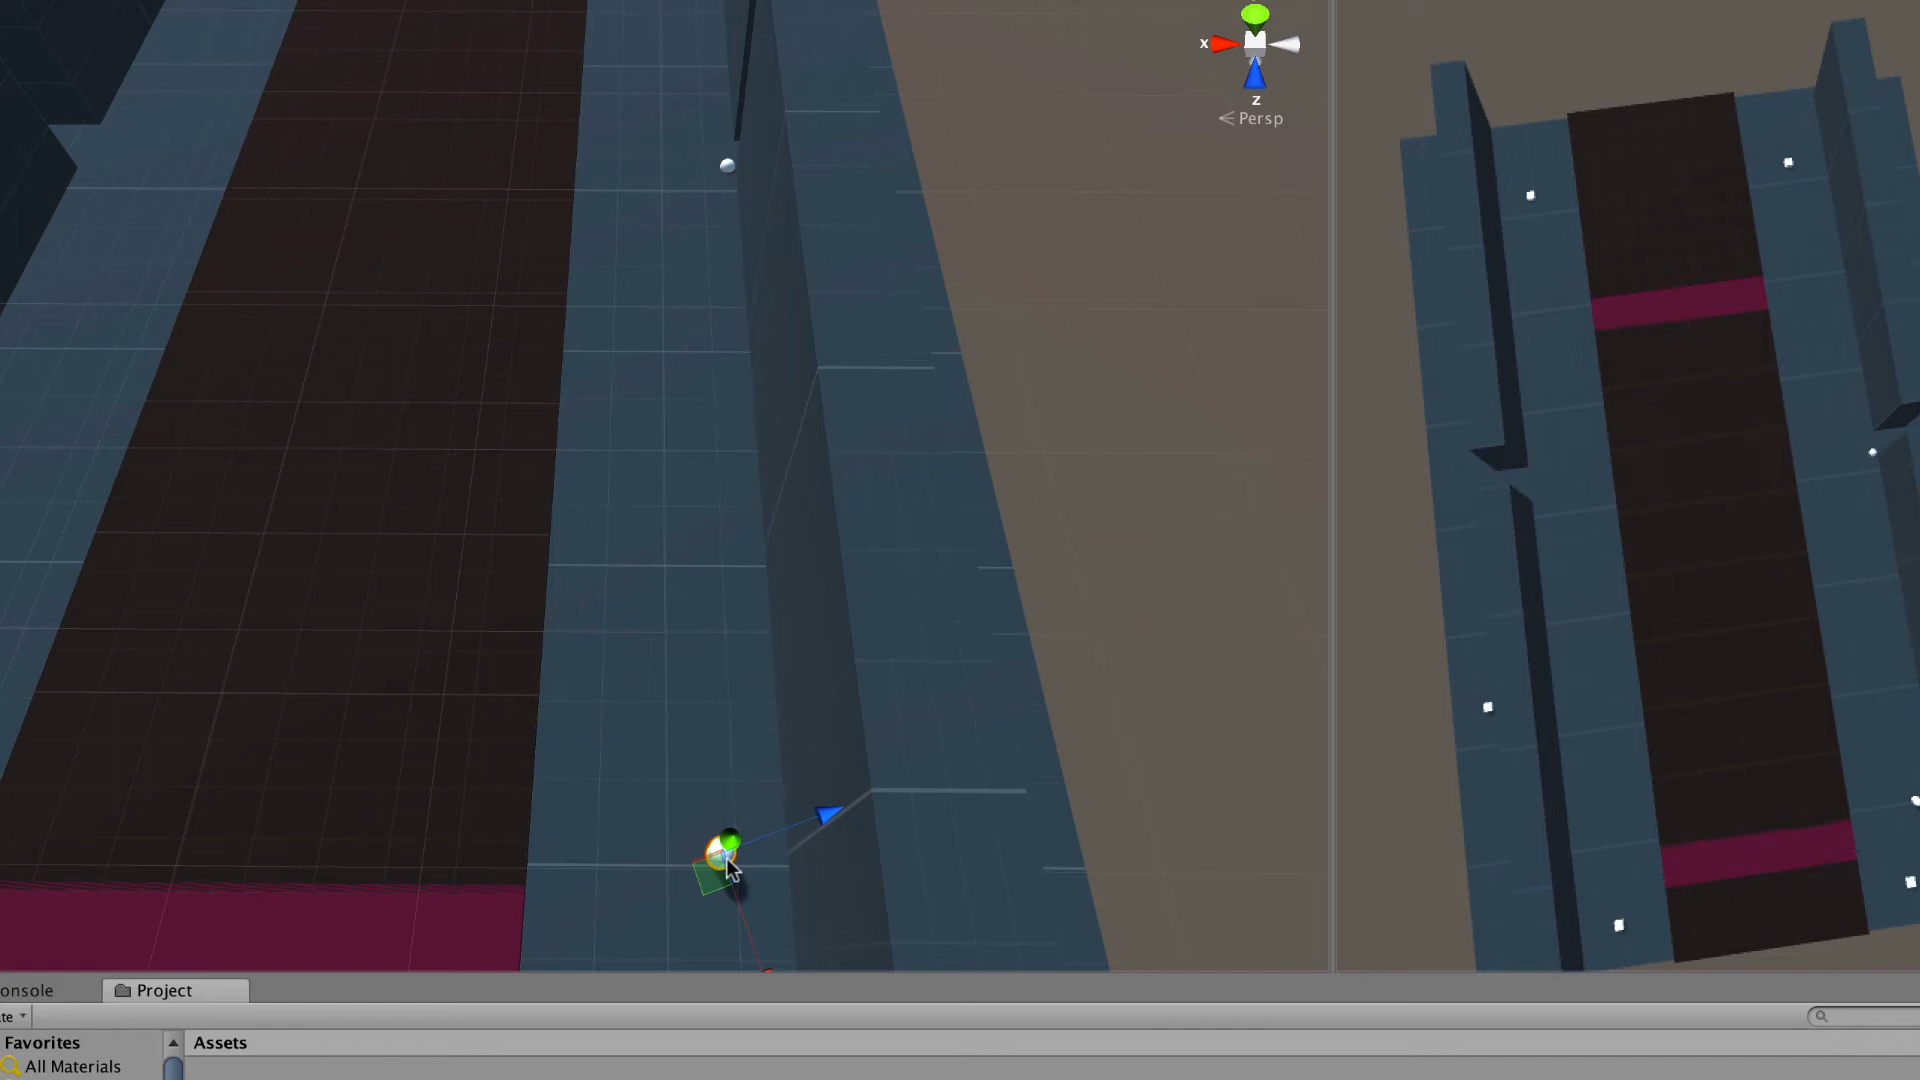 x
z
Persp
onsole
Project
te
Favorites
Assets
All Materials